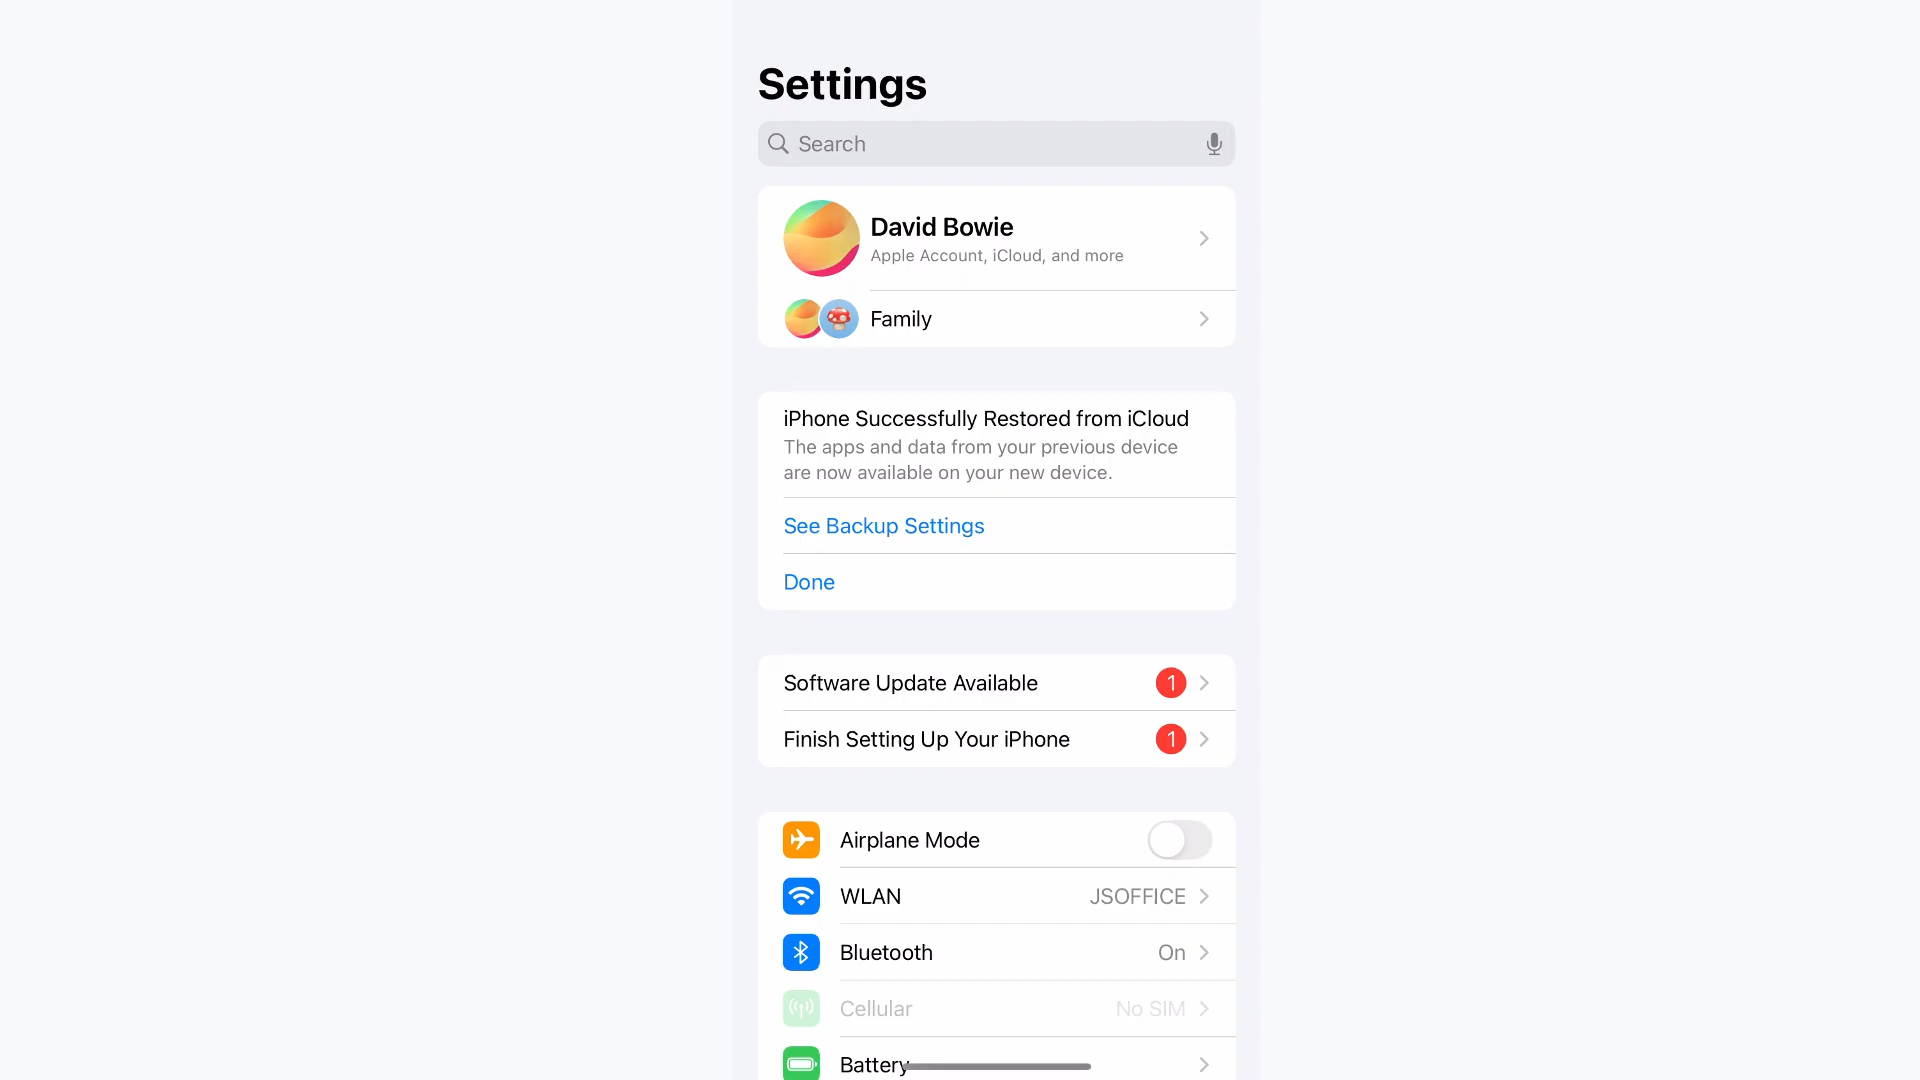 Settings
Search
David Bowie
Apple Account, iCloud, and more
Family
iPhone Successfully Restored from iCloud
The apps and data from your previous device
are now available on your new device.
See Backup Settings
Done
Software Update Available 1
Finish Setting Up Your iPhone 1
Airplane Mode
WLAN JSOFFICE
Bluetooth On
Cellular No SIM
Battery